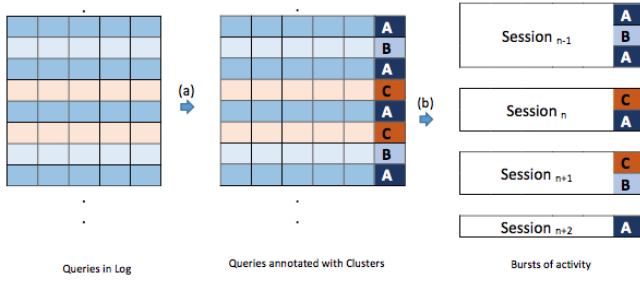 A
B
A
C
A
C
B
A
(a)
(b)
Session n-1
A
B
A
Session n
C
A
Session n+1
C
B
Session n+2
A
Queries in Log
Queries annotated with Clusters
Bursts of activity